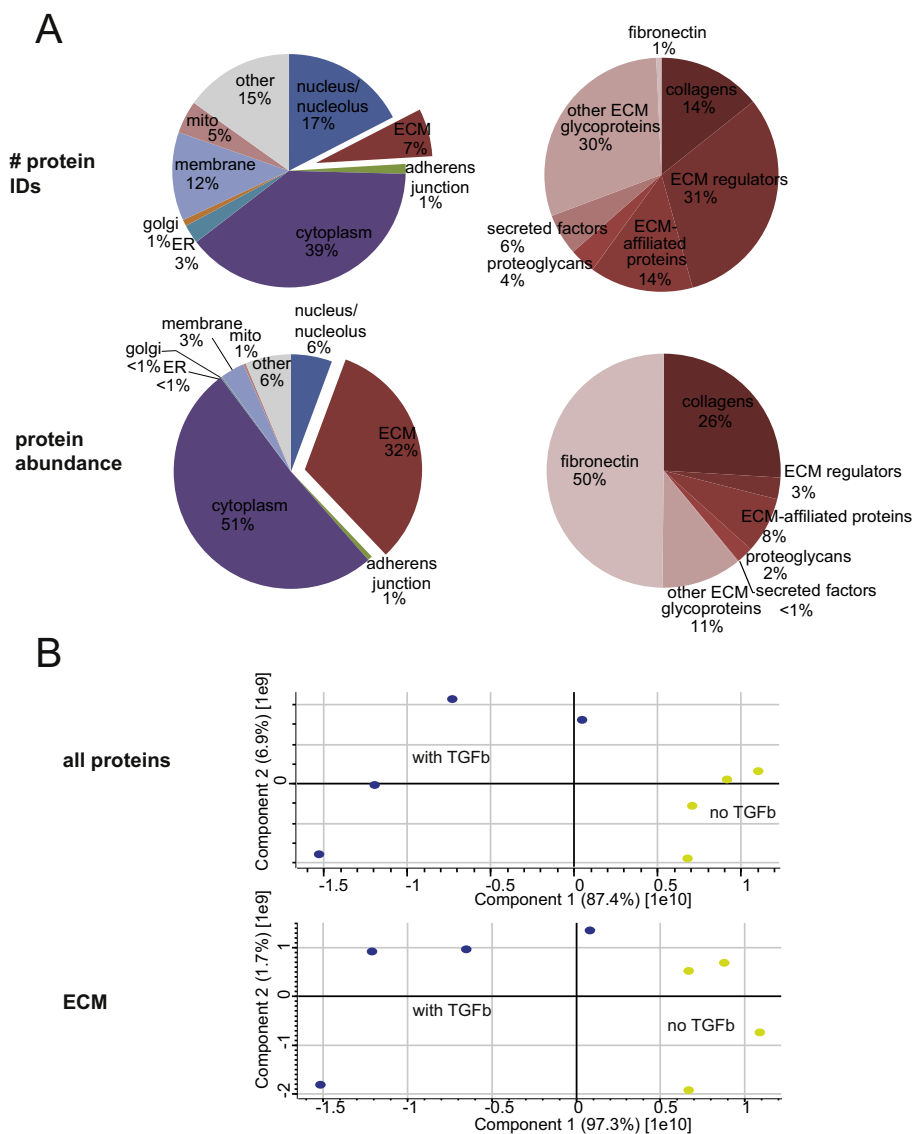 A
# protein
IDs
other
15%
nucleus/
nucleolus
17%
ECM
7%
adherens
junction
1%
cytoplasm
39%
ER
3%
golgi
1%
membrane
12%
mito
5%
fibronectin
1%
collagens
14%
other ECM
glycoproteins
30%
ECM regulators
31%
ECM-
affiliated
proteins
14%
secreted factors
6%
proteoglycans
4%
protein
abundance
nucleus/
nucleolus
6%
membrane
3%
mito
1%
golgi
<1%
ER
<1%
other
6%
ECM
32%
cytoplasm
51%
adherens
junction
1%
collagens
26%
fibronectin
50%
ECM regulators
3%
ECM-affiliated proteins
8%
proteoglycans
2%
secreted factors
<1%
other ECM
glycoproteins
11%
B
all proteins
Component 2 (6.9%) [1e9]
0
with TGFb
no TGFb
-1.5 -1 -0.5 0 0.5 1
Component 1 (87.4%) [1e10]
ECM
Component 2 (1.7%) [1e9]
1
0
-1
-2
with TGFb
no TGFb
-1.5 -1 -0.5 0 0.5 1
Component 1 (97.3%) [1e10]